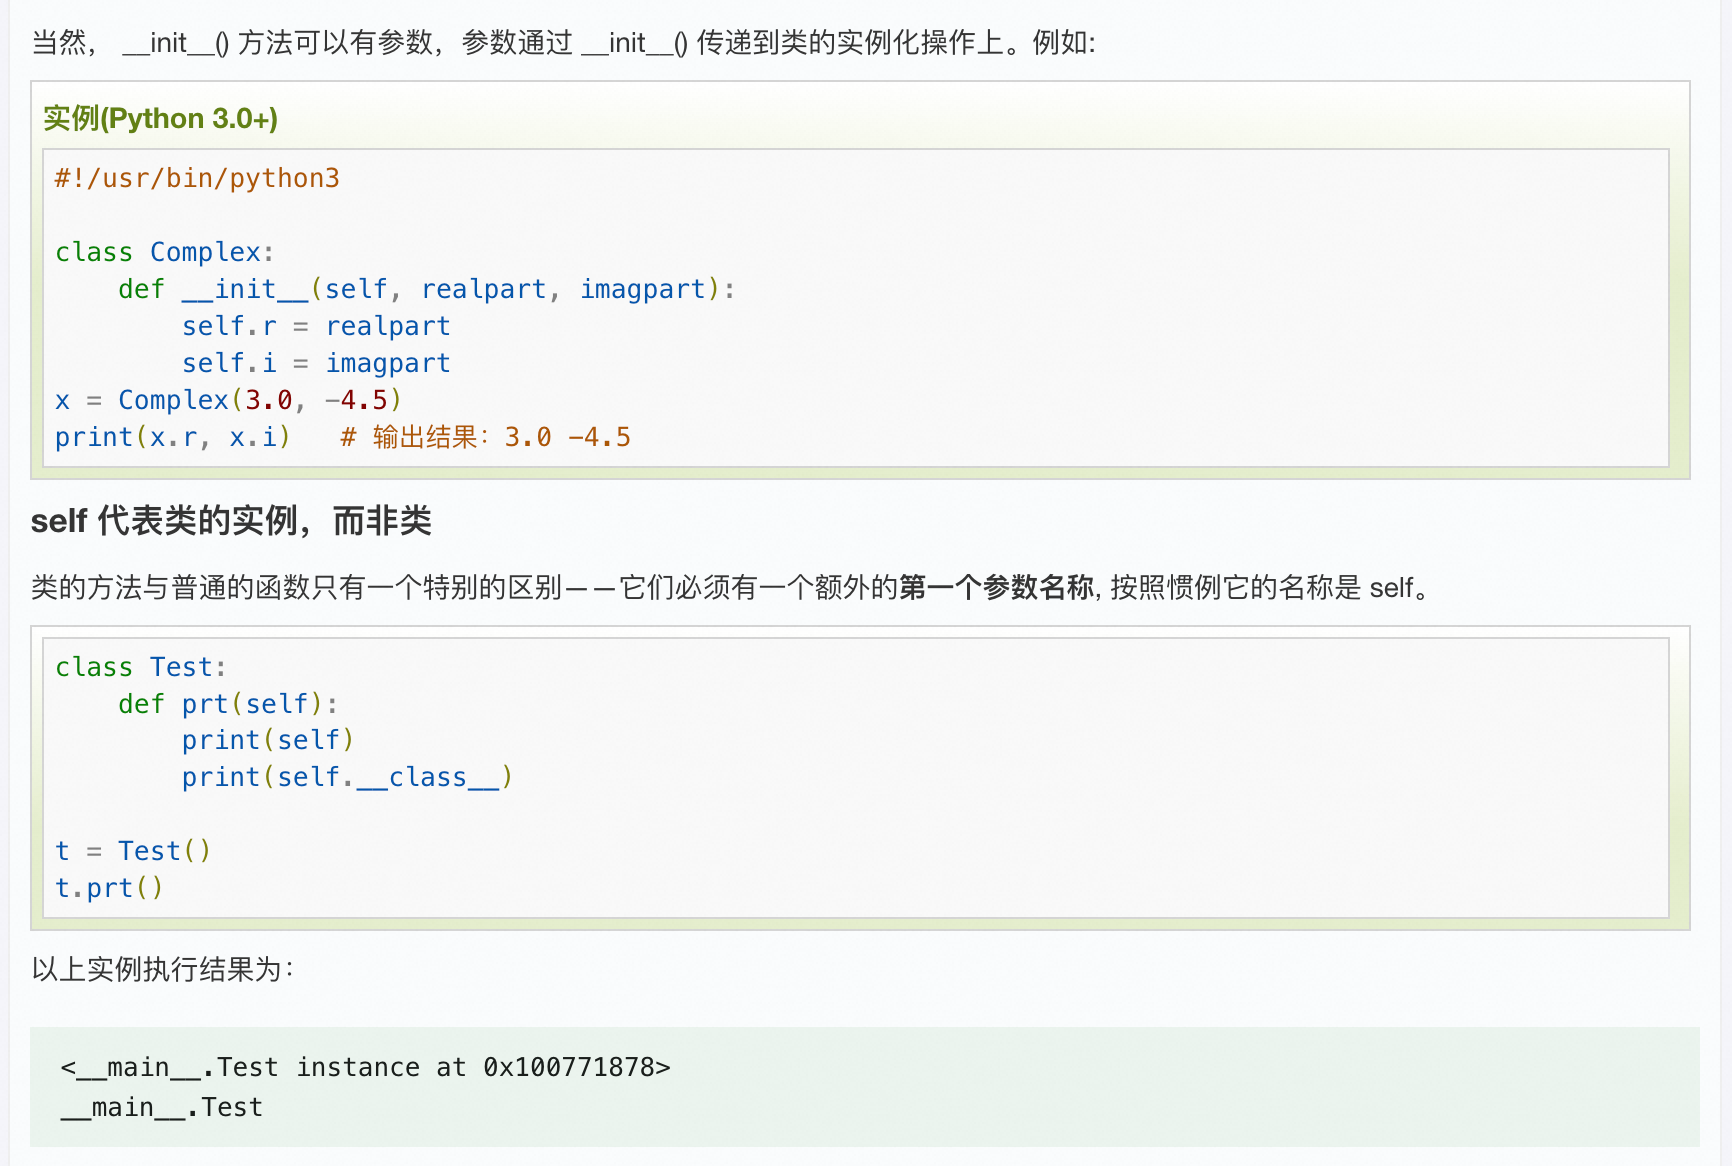 当然， __init__() 方法可以有参数，参数通过 __init__() 传递到类的实例化操作上。例如:
实例(Python 3.0+)
#!/usr/bin/python3
class Complex:
    def __init__(self, realpart, imagpart):
        self.r = realpart
        self.i = imagpart
x = Complex(3.0, -4.5)
print(x.r, x.i)   # 输出结果：3.0 -4.5
self 代表类的实例，而非类
类的方法与普通的函数只有一个特别的区别——它们必须有一个额外的第一个参数名称, 按照惯例它的名称是 self。
class Test:
    def prt(self):
        print(self)
        print(self.__class__)
t = Test()
t.prt()
以上实例执行结果为：
<__main__.Test instance at 0x100771878>
__main__.Test